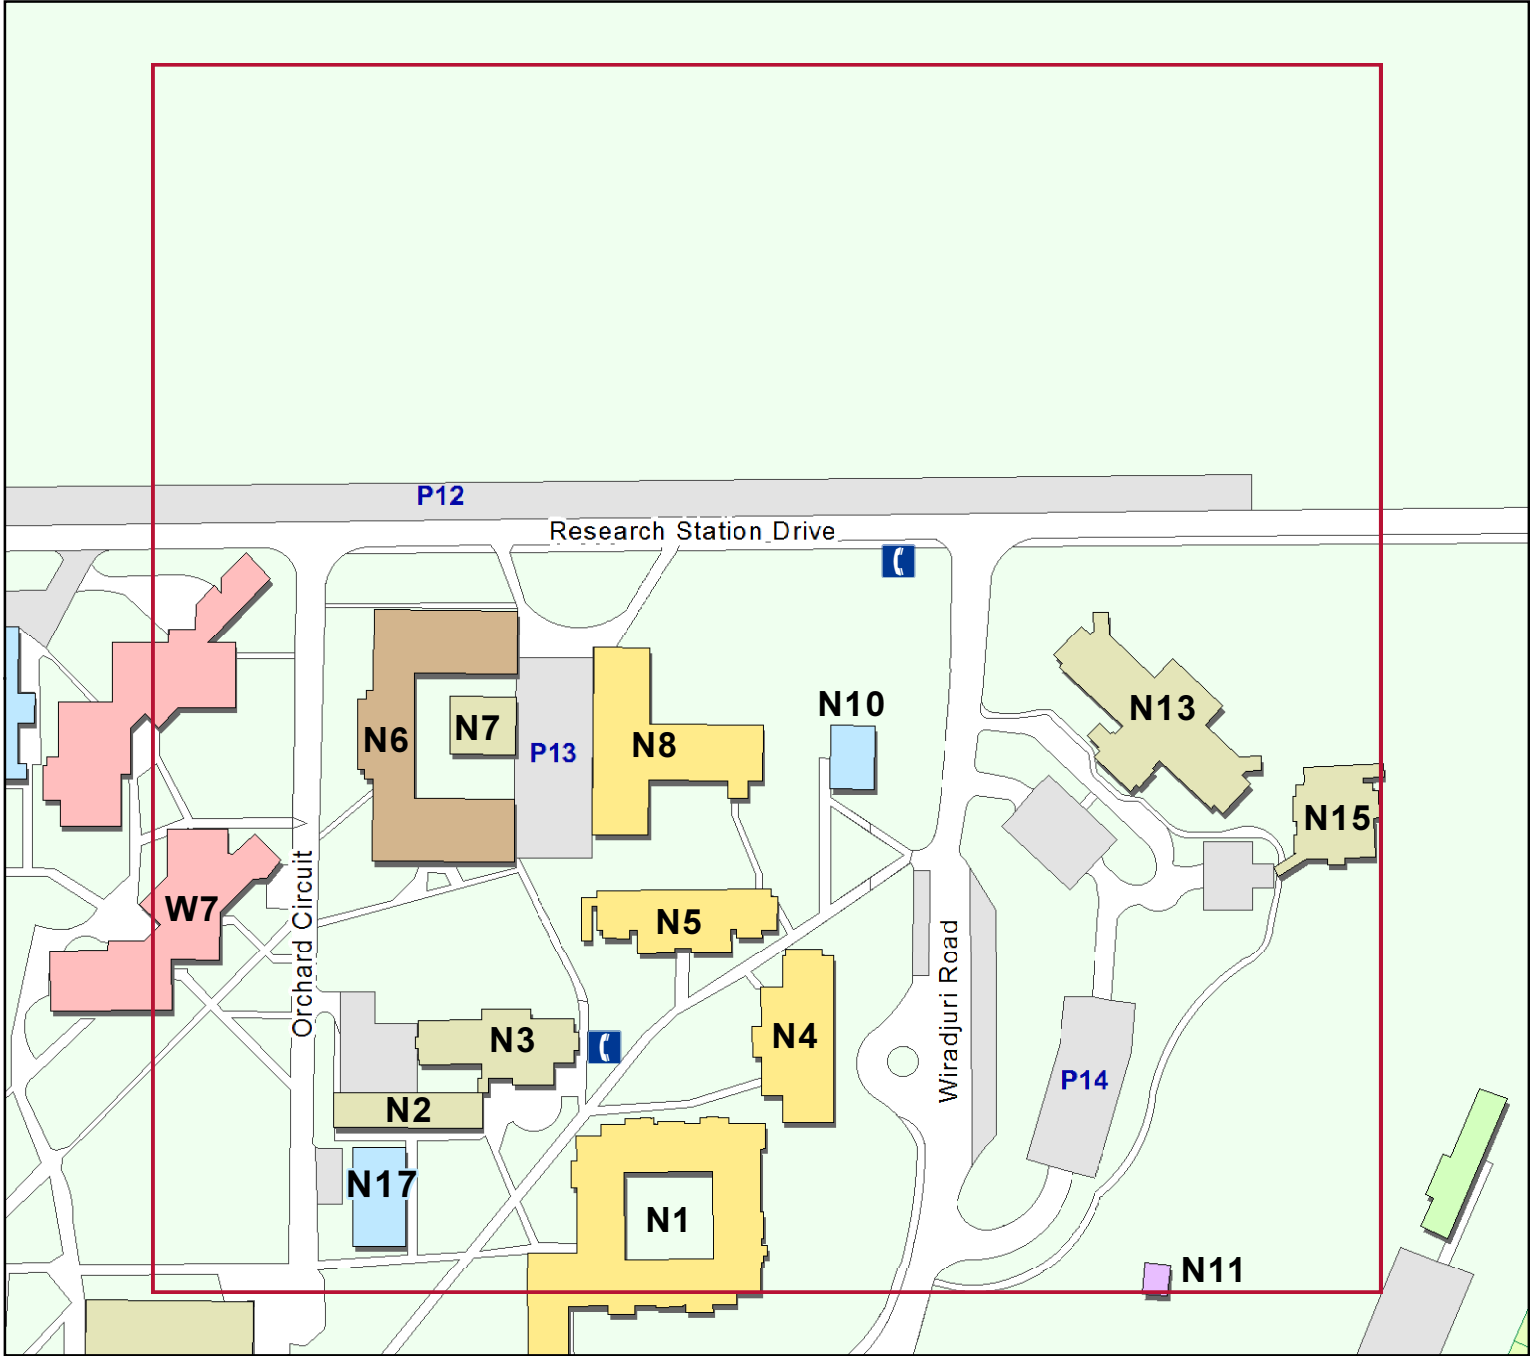 P12
Research Station Drive
N10
N13
N6
N7
P13
N8
N15
W7
N5
Orchard Circuit
Wiradjuri Road
N3
N4
P14
N2
N17
N1
N11